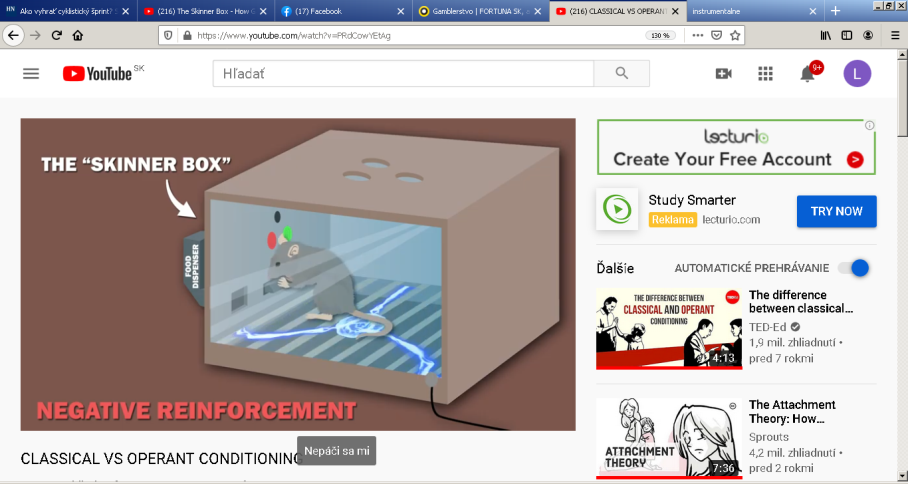 HN
Ako vyhrať cyklistický šprint?
(216) The Skinner Box - How
(17) Facebook
Gamblerstvo | FORTUNA SK,
(216) CLASSICAL VS OPERANT
instrumentalne
https://www.youtube.com/watch?v=PRdCowYEtAg
130 %
YouTube SK
Hľadať
9+
L
THE “SKINNER BOX”
FOOD
DISPENSER
NEGATIVE REINFORCEMENT
CLASSICAL VS OPERANT CONDITIONING
Nepáči sa mi
lecturio
Create Your Free Account
Study Smarter
Reklama lecturio.com
TRY NOW
Ďalšie
AUTOMATICKÉ PREHRÁVANIE
THE DIFFERENCE BETWEEN
CLASSICAL AND OPERANT
CONDITIONING
4:13
The difference
between classical...
TED-Ed
1,9 mil. zhliadnutí •
pred 7 rokmi
ATTACHMENT
THEORY
7:36
The Attachment
Theory: How...
Sprouts
4,2 mil. zhliadnutí •
pred 2 rokmi